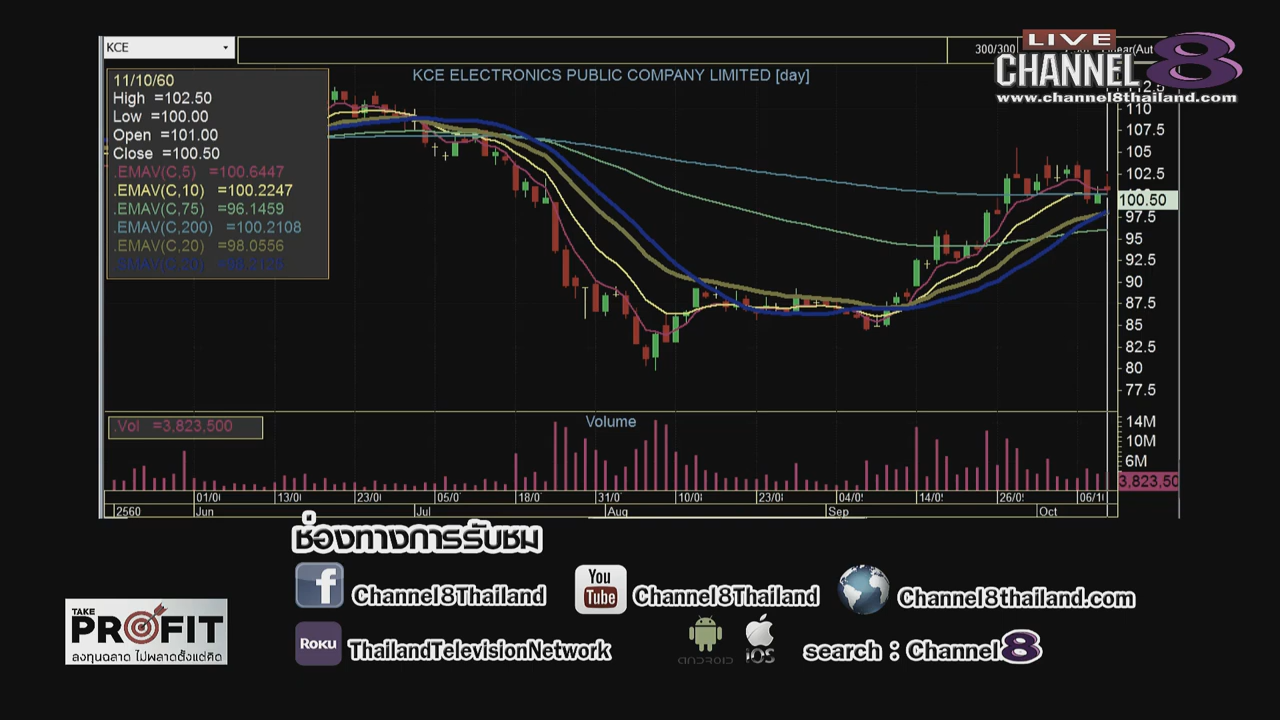 KCE
300/300
LIVE
CHANNEL 8
www.channel8thailand.com
KCE ELECTRONICS PUBLIC COMPANY LIMITED [day]
11/10/60
High =102.50
Low =100.00
Open =101.00
Close =100.50
.EMAV(C,5) =100.6447
.EMAV(C,10) =100.2247
.EMAV(C,75) =96.1459
.EMAV(C,200) =100.2108
.EMAV(C,20) =98.0556
112.5
110
107.5
105
102.5
100.50
97.5
95
92.5
90
87.5
85
82.5
80
77.5
.Vol =3,823,500
Volume
14M
10M
6M
3,823,50
01/0 13/0 23/0 05/0 18/0 31/0 10/0 23/0 04/0 14/0 26/0 06/1
2560 Jun Jul Aug Sep Oct
ช่องทางการรับชม
f Channel8Thailand
You Tube Channel8Thailand
Channel8thailand.com
TAKE
PROFIT
ลงทุนฉลาด ไม่พลาดตั้งแต่คิด
Roku ThailandTelevisionNetwork
ANDROID iOS
search : Channel8